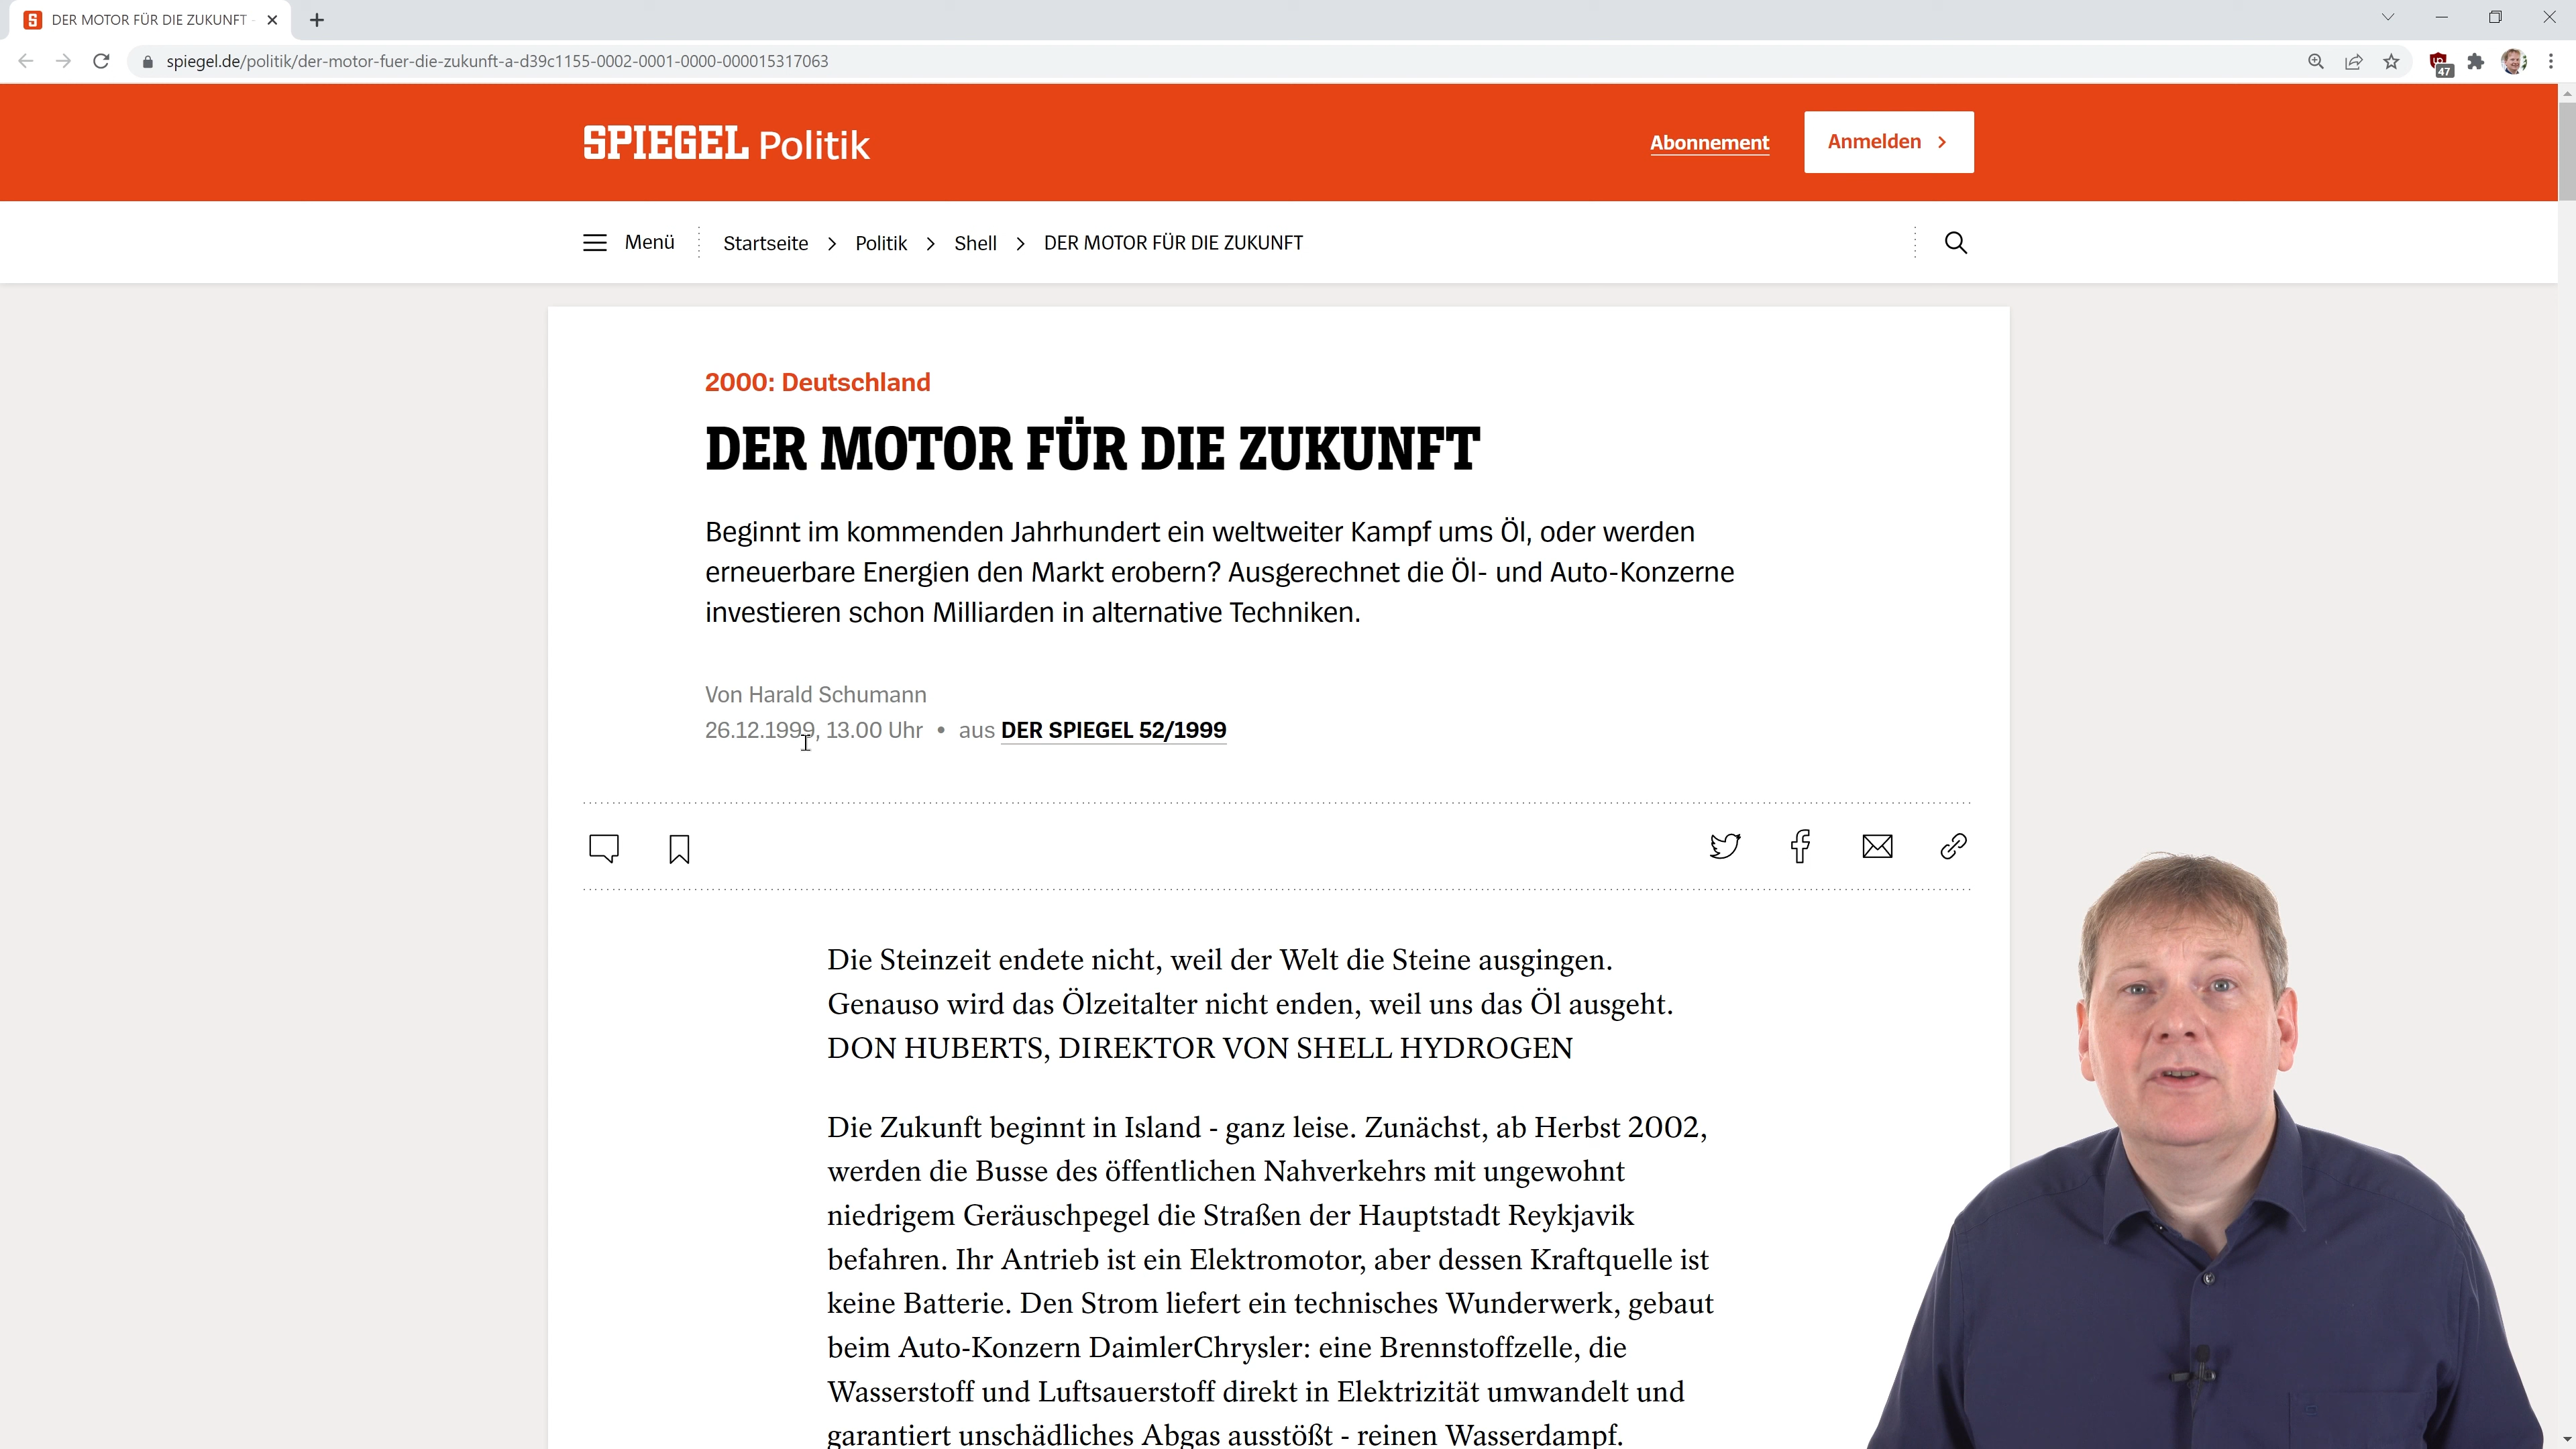 DER MOTOR FÜR DIE ZUKUNFT -
spiegel.de/politik/der-motor-fuer-die-zukunft-a-d39c1155-0002-0001-0000-000015317063
47
SPIEGEL Politik
Abonnement
Anmelden
Menü
Startseite > Politik > Shell > DER MOTOR FÜR DIE ZUKUNFT
2000: Deutschland
DER MOTOR FÜR DIE ZUKUNFT
Beginnt im kommenden Jahrhundert ein weltweiter Kampf ums Öl, oder werden
erneuerbare Energien den Markt erobern? Ausgerechnet die Öl- und Auto-Konzerne
investieren schon Milliarden in alternative Techniken.
Von Harald Schumann
26.12.1999, 13.00 Uhr • aus DER SPIEGEL 52/1999
Die Steinzeit endete nicht, weil der Welt die Steine ausgingen.
Genauso wird das Ölzeitalter nicht enden, weil uns das Öl ausgeht.
DON HUBERTS, DIREKTOR VON SHELL HYDROGEN
Die Zukunft beginnt in Island - ganz leise. Zunächst, ab Herbst 2002,
werden die Busse des öffentlichen Nahverkehrs mit ungewohnt
niedrigem Geräuschpegel die Straßen der Hauptstadt Reykjavik
befahren. Ihr Antrieb ist ein Elektromotor, aber dessen Kraftquelle ist
keine Batterie. Den Strom liefert ein technisches Wunderwerk, gebaut
beim Auto-Konzern DaimlerChrysler: eine Brennstoffzelle, die
Wasserstoff und Luftsauerstoff direkt in Elektrizität umwandelt und
garantiert unschädliches Abgas ausstößt - reinen Wasserdampf.